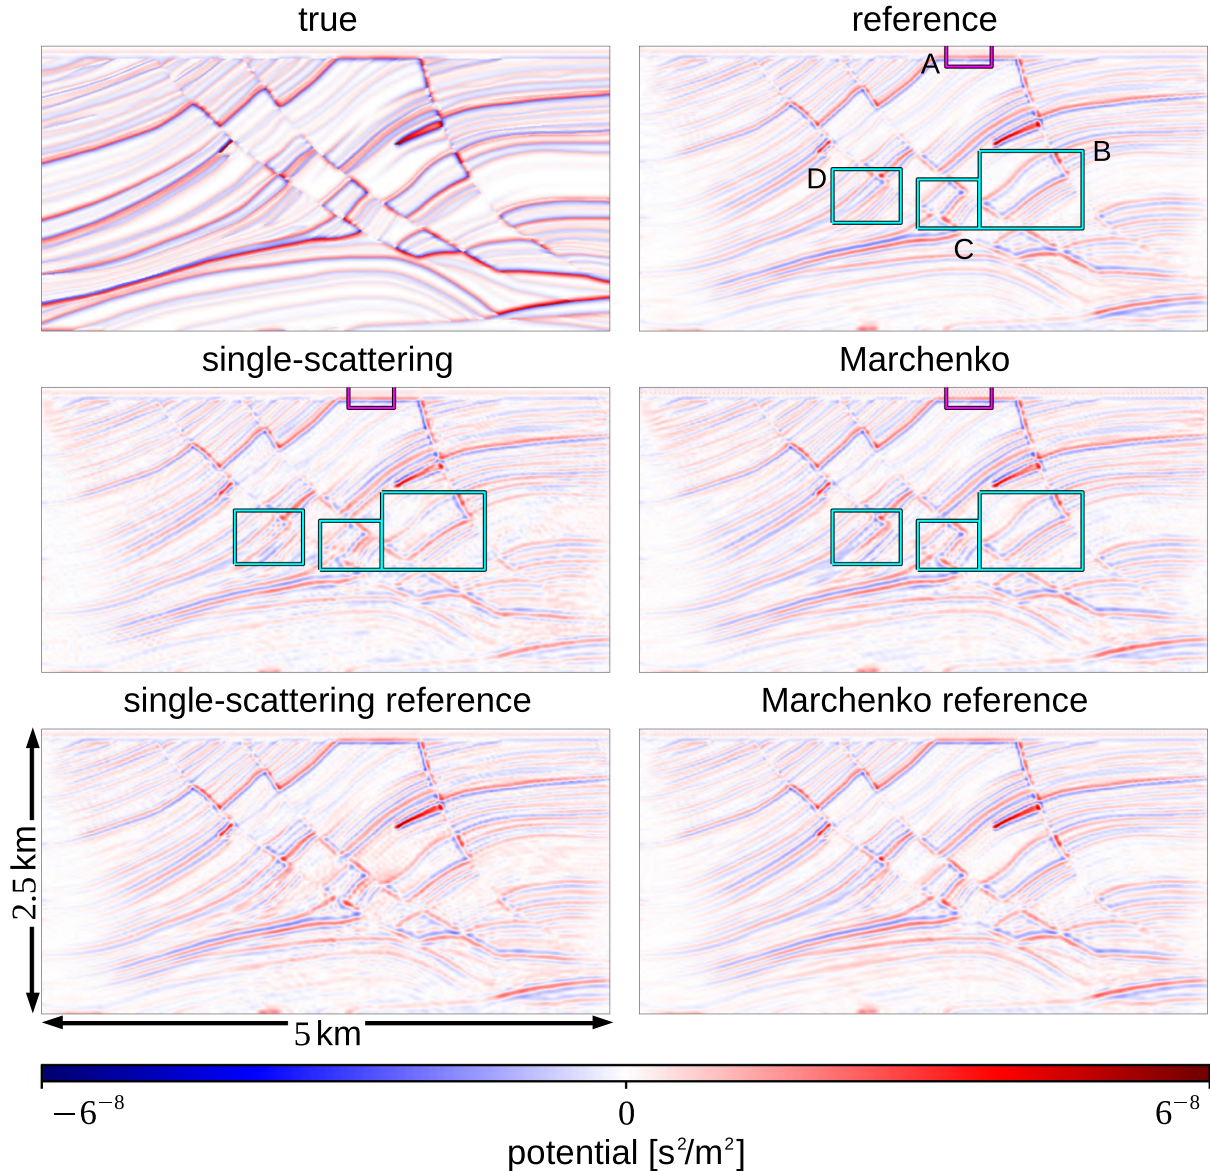 true
reference
A
B
D
C
single-scattering
Marchenko
single-scattering reference
Marchenko reference
2.5 km
5 km
−6⁻⁸
0
6⁻⁸
potential [s²/m²]